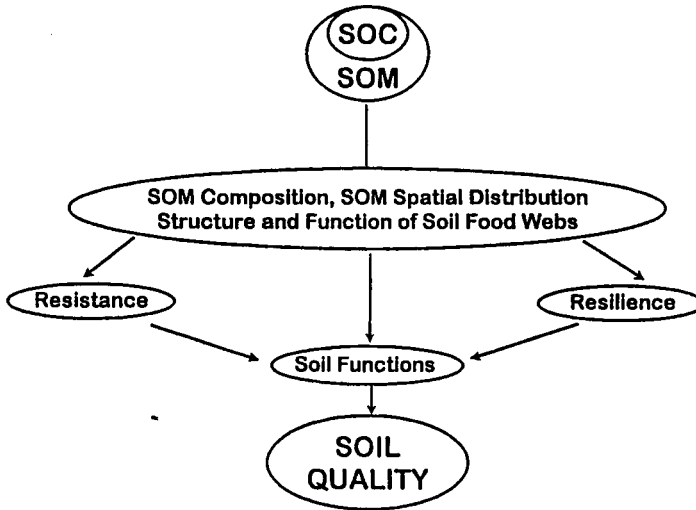 SOC
SOM
SOM Composition, SOM Spatial Distribution
Structure and Function of Soil Food Webs
Resistance
Resilience
Soil Functions
SOIL
QUALITY